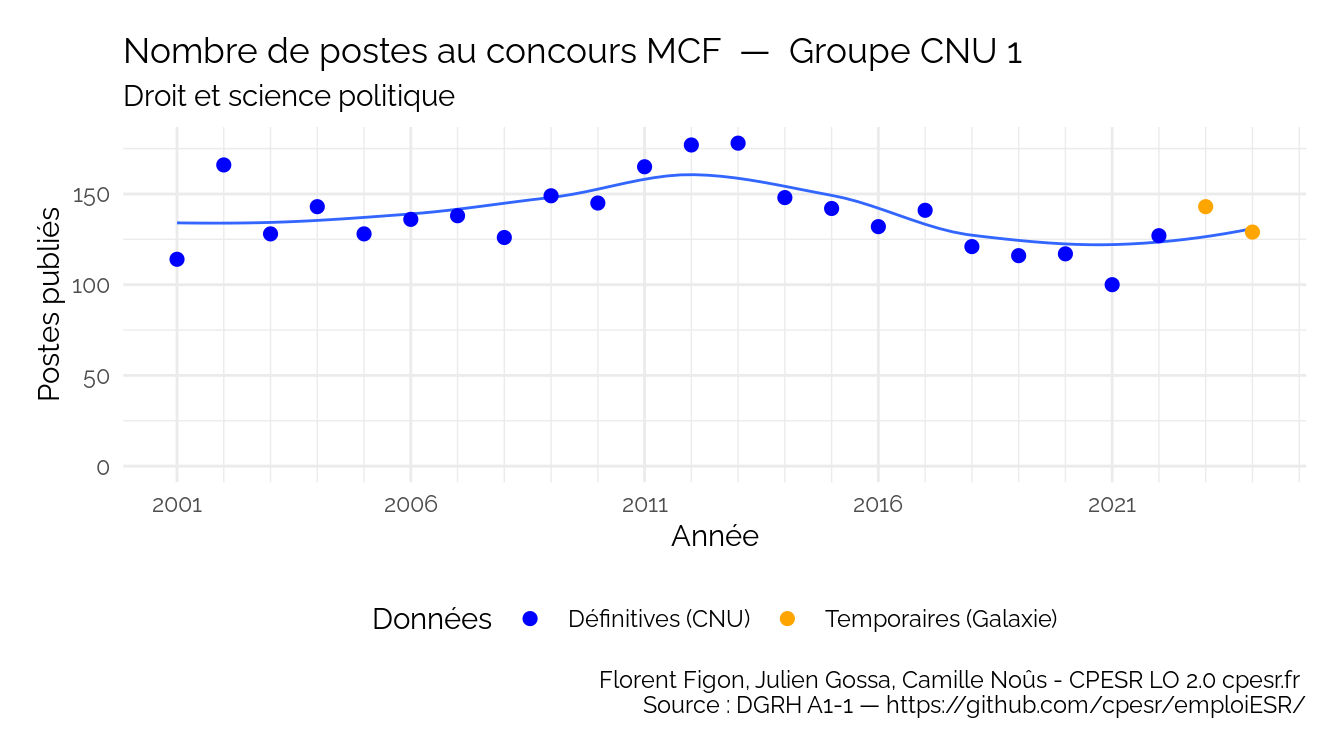 Nombre de postes au concours MCF — Groupe CNU 1
Droit et science politique
Postes publiés
150
100
50
0
2001 2006 2011 2016 2021
Année
Données Définitives (CNU) Temporaires (Galaxie)
Florent Figon, Julien Gossa, Camille Noûs - CPESR LO 2.0 cpesr.fr
Source : DGRH A1-1 — https://github.com/cpesr/emploiESR/